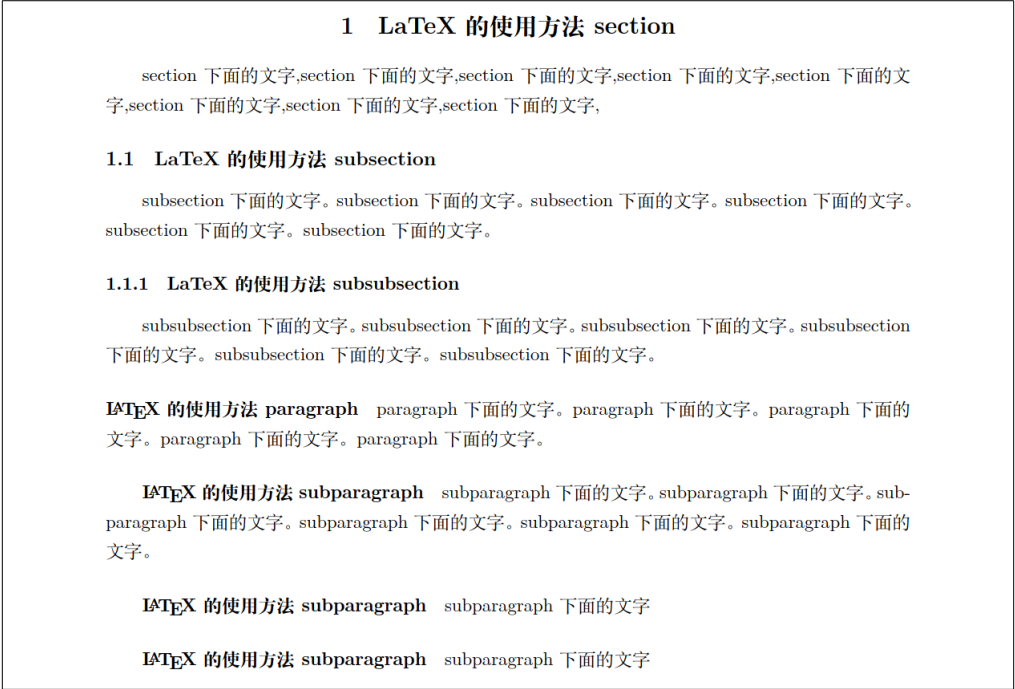 1 LaTeX 的使用方法 section
section 下面的文字,section 下面的文字,section 下面的文字,section 下面的文字,section 下面的文
字,section 下面的文字,section 下面的文字,section 下面的文字,
1.1 LaTeX 的使用方法 subsection
subsection 下面的文字。subsection 下面的文字。subsection 下面的文字。subsection 下面的文字。
subsection 下面的文字。subsection 下面的文字。
1.1.1 LaTeX 的使用方法 subsubsection
subsubsection 下面的文字。subsubsection 下面的文字。subsubsection 下面的文字。subsubsection
下面的文字。subsubsection 下面的文字。subsubsection 下面的文字。
LATEX 的使用方法 paragraph paragraph 下面的文字。paragraph 下面的文字。paragraph 下面的
文字。paragraph 下面的文字。paragraph 下面的文字。
LATEX 的使用方法 subparagraph subparagraph 下面的文字。subparagraph 下面的文字。sub-
paragraph 下面的文字。subparagraph 下面的文字。subparagraph 下面的文字。subparagraph 下面的
文字。
LATEX 的使用方法 subparagraph subparagraph 下面的文字
LATEX 的使用方法 subparagraph subparagraph 下面的文字